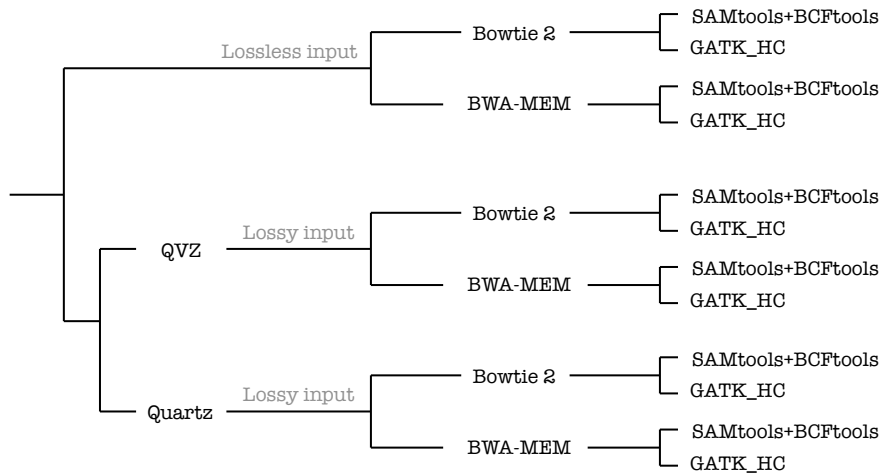 SAMtools+BCFtools
Bowtie 2
Lossless input
GATK_HC
SAMtools+BCFtools
BWA-MEM
GATK_HC
SAMtools+BCFtools
Bowtie 2
Lossy input
GATK_HC
QVZ
SAMtools+BCFtools
BWA-MEM
GATK_HC
SAMtools+BCFtools
Bowtie 2
Lossy input
GATK_HC
Quartz
SAMtools+BCFtools
BWA-MEM
GATK_HC